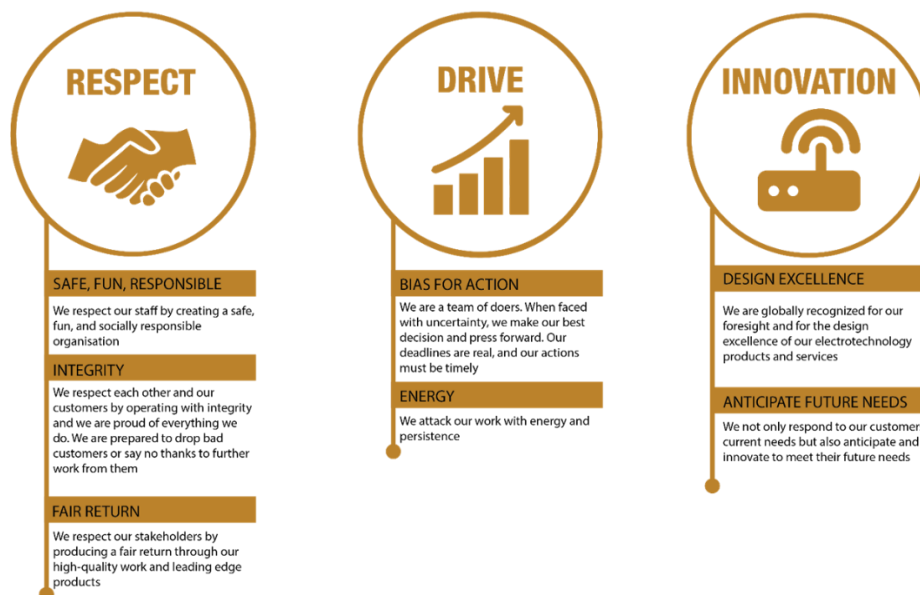 RESPECT
SAFE, FUN, RESPONSIBLE
We respect our staff by creating a safe,
fun, and socially responsible
organisation
INTEGRITY
We respect each other and our
customers by operating with integrity
and we are proud of everything we
do. We are prepared to drop bad
customers or say no thanks to further
work from them
FAIR RETURN
We respect our stakeholders by
producing a fair return through our
high-quality work and leading edge
products
DRIVE
BIAS FOR ACTION
We are a team of doers. When faced
with uncertainty, we make our best
decision and press forward. Our
deadlines are real, and our actions
must be timely
ENERGY
We attack our work with energy and
persistence
INNOVATION
DESIGN EXCELLENCE
We are globally recognized for our
foresight and for the design
excellence of our electrotechnology
products and services
ANTICIPATE FUTURE NEEDS
We not only respond to our customer
current needs but also anticipate and
innovate to meet their future needs